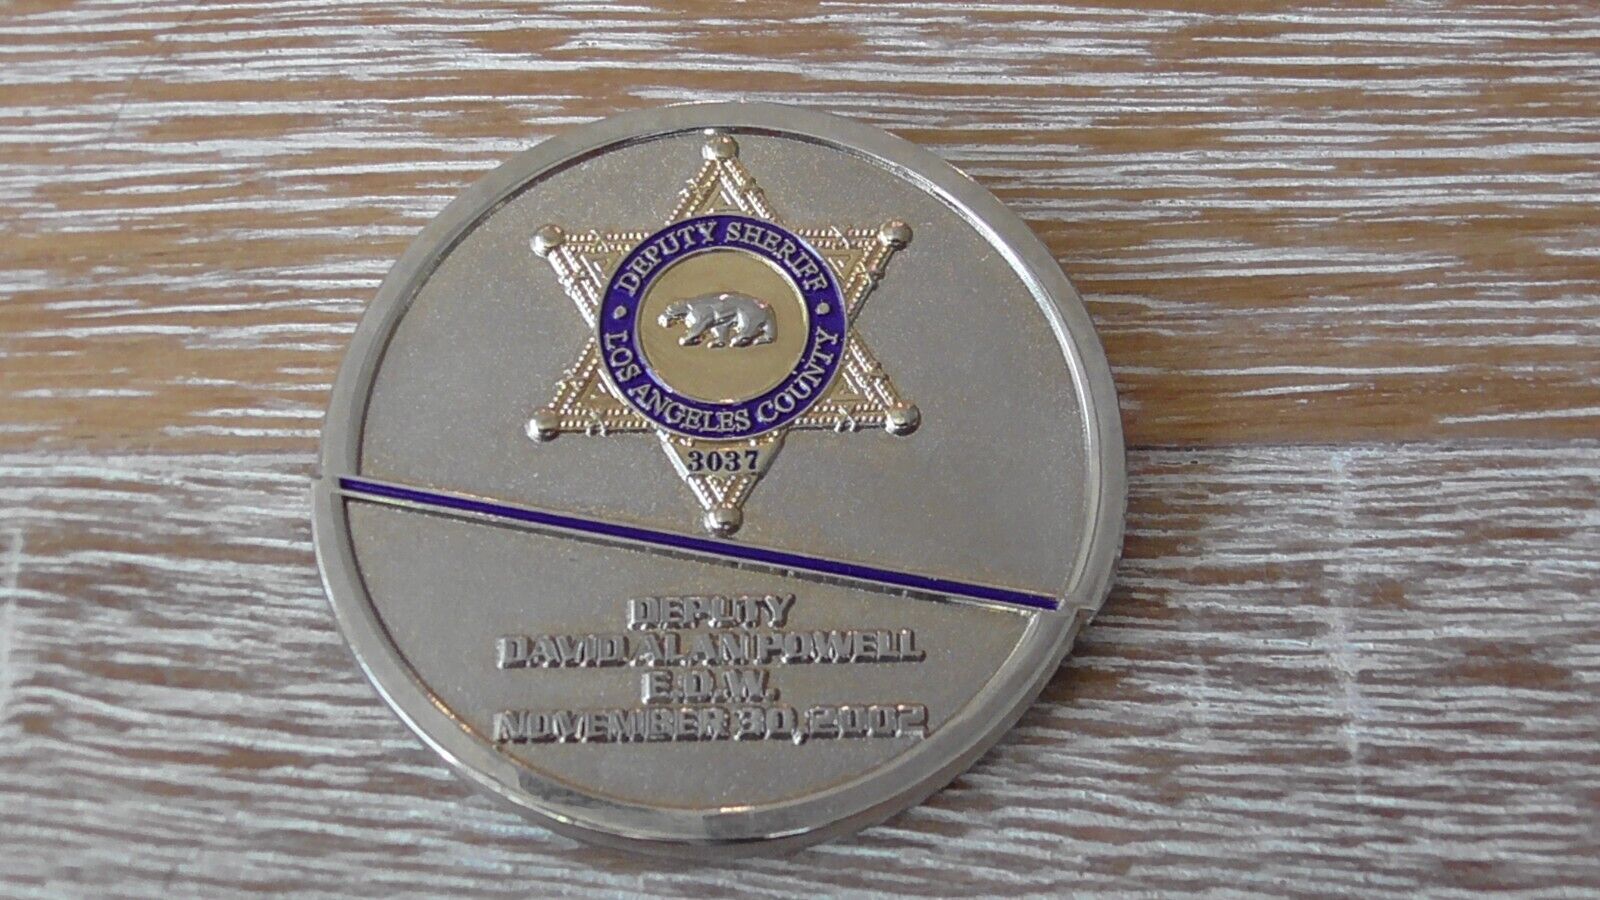 DEPUTY SHERIFF
LOS ANGELES COUNTY
3037
DEPUTY
DAVID ALAN POWELL
E.O.W.
NOVEMBER 30, 2002